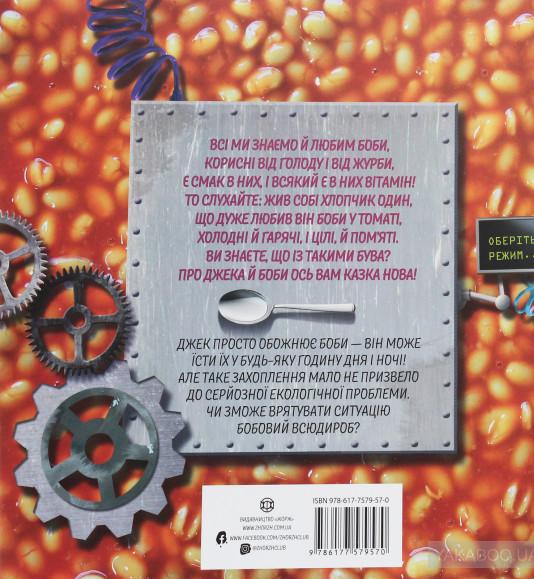 ВСІ МИ ЗНАЄМО Й ЛЮБИМ БОБИ,
КОРИСНІ ВІД ГОЛОДУ І ВІД ЖУРБИ,
Є СМАК В НИХ, І ВСЯКИЙ Є В НИХ ВІТАМІН!
ТО СЛУХАЙТЕ: ЖИВ СОБІ ХЛОПЧИК ОДИН,
ЩО ДУЖЕ ЛЮБИВ ВІН БОБИ У ТОМАТІ,
ХОЛОДНІ Й ГАРЯЧІ, І ЦІЛІ, Й ПОМ'ЯТІ.
ВИ ЗНАЄТЕ, ЩО ІЗ ТАКИМИ БУВА?
ПРО ДЖЕКА Й БОБИ ОСЬ ВАМ КАЗКА НОВА!
ОБЕРІТЬ
РЕЖИМ..
ДЖЕК ПРОСТО ОБОЖНЮЄ БОБИ — ВІН МОЖЕ
ЇСТИ ЇХ У БУДЬ-ЯКУ ГОДИНУ ДНЯ І НОЧІ!
АЛЕ ТАКЕ ЗАХОПЛЕННЯ МАЛО НЕ ПРИЗВЕЛО
ДО СЕРЙОЗНОЇ ЕКОЛОГІЧНОЇ ПРОБЛЕМИ.
ЧИ ЗМОЖЕ ВРЯТУВАТИ СИТУАЦІЮ
БОБОВИЙ ВСЮДИРОБ?
ВИДАВНИЦТВО «ЖОРЖ»
WWW.ZHORZH.COM.UA
WWW.FACEBOOK.COM/ZHORZHCLUB
@ZHORZHCLUB
ISBN 978-617-7579-57-0
9 786177 579570
YAKABOO.UA